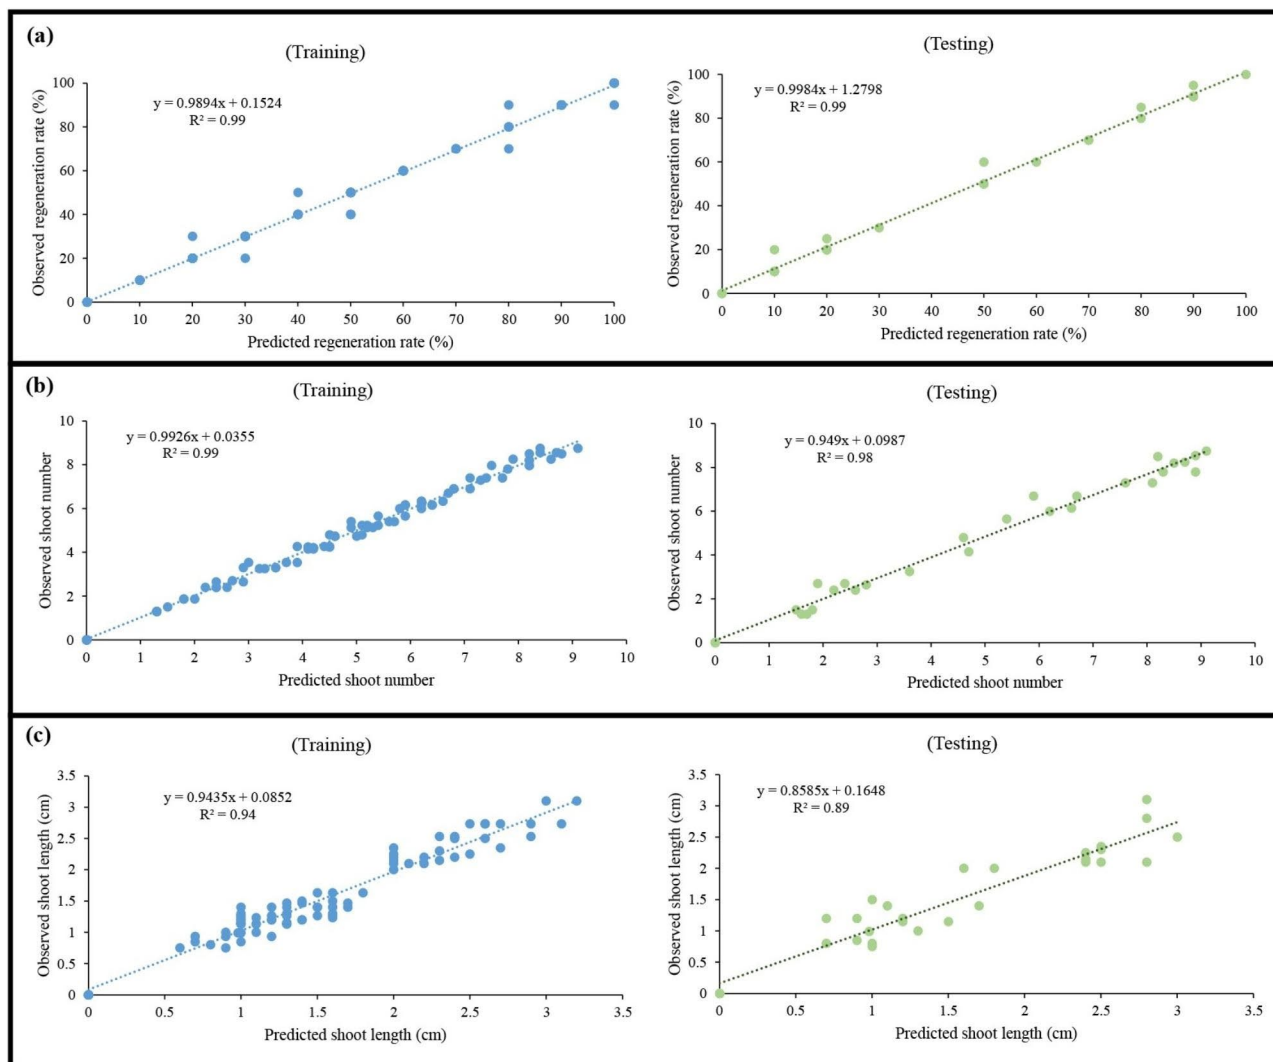 (a)
(Training)
y = 0.9894x + 0.1524
R² = 0.99
Observed regeneration rate (%)
100
80
60
40
20
0
0 10 20 30 40 50 60 70 80 90 100
Predicted regeneration rate (%)
(Testing)
y = 0.9984x + 1.2798
R² = 0.99
Observed regeneration rate (%)
100
80
60
40
20
0
0 10 20 30 40 50 60 70 80 90 100
Predicted regeneration rate (%)
(b)
(Training)
y = 0.9926x + 0.0355
R² = 0.99
Observed shoot number
10
8
6
4
2
0
0 1 2 3 4 5 6 7 8 9 10
Predicted shoot number
(Testing)
y = 0.949x + 0.0987
R² = 0.98
Observed shoot number
10
8
6
4
2
0
0 1 2 3 4 5 6 7 8 9 10
Predicted shoot number
(c)
(Training)
y = 0.9435x + 0.0852
R² = 0.94
Observed shoot length (cm)
3.5
3
2.5
2
1.5
1
0.5
0
0 0.5 1 1.5 2 2.5 3 3.5
Predicted shoot length (cm)
(Testing)
y = 0.8585x + 0.1648
R² = 0.89
Observed shoot length (cm)
3.5
3
2.5
2
1.5
1
0.5
0
0 0.5 1 1.5 2 2.5 3 3.5
Predicted shoot length (cm)